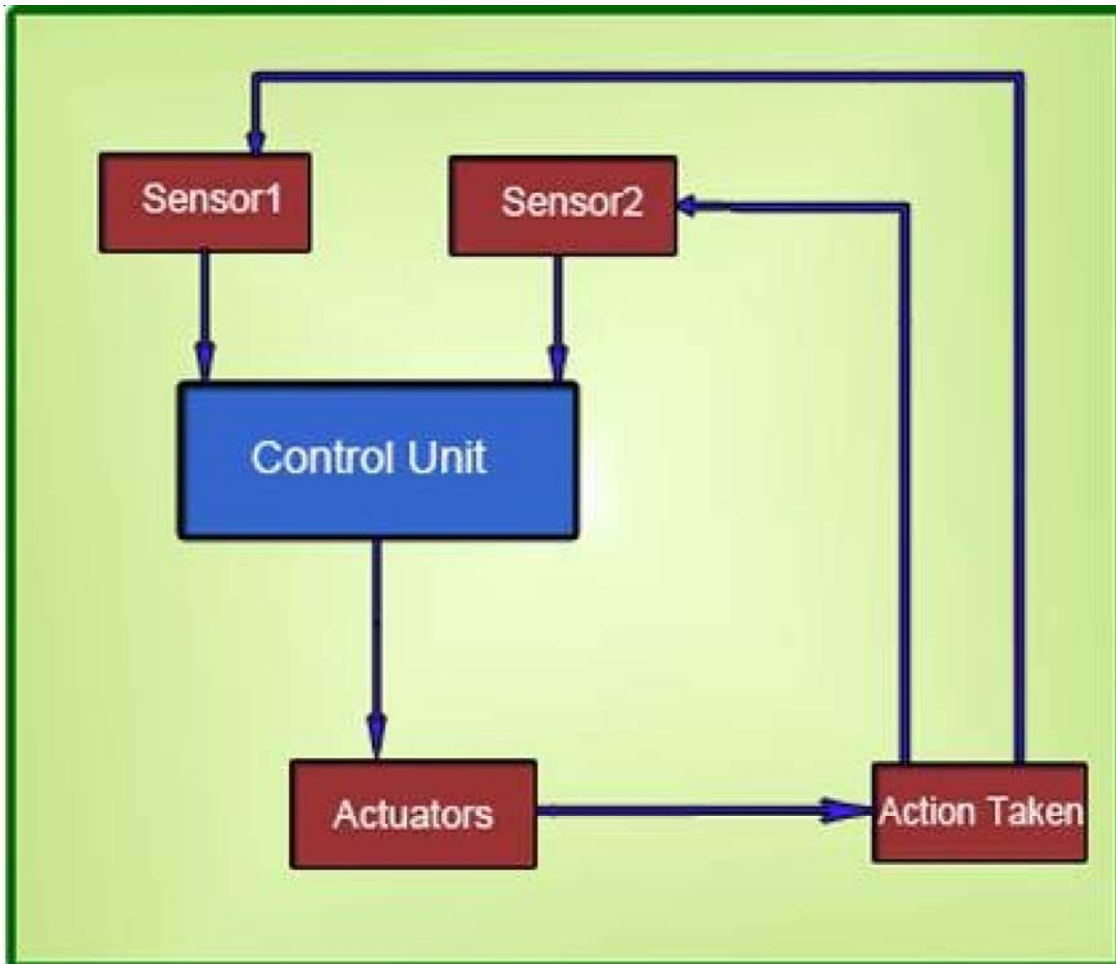 Sensor1
Sensor2
Control Unit
Actuators
Action Taken